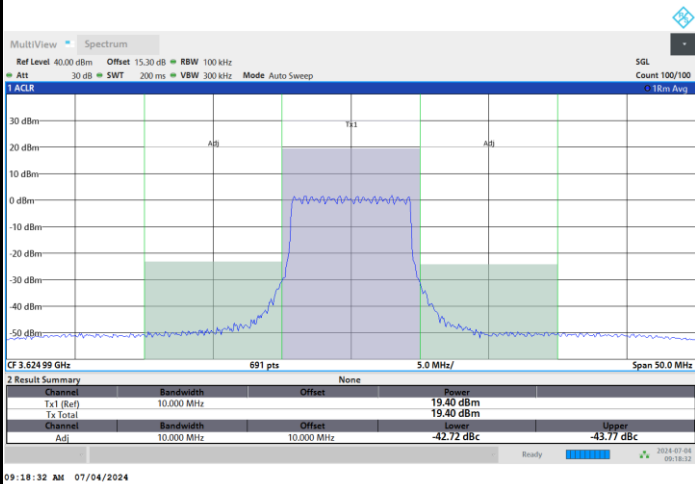 MultiView Spectrum
Ref Level 40.00 dBm Offset 15.30 dB RBW 100 kHz SGL
Att 30 dB SWT 200 ms VBW 300 kHz Mode Auto Sweep Count 100/100
1 ACLR 1Rm Avg
30 dBm
Tx1
20 dBm
Adj Adj
10 dBm
0 dBm
-10 dBm
-20 dBm
-30 dBm
-40 dBm
-50 dBm
CF 3.624 99 GHz 691 pts 5.0 MHz/ Span 50.0 MHz
2 Result Summary None
Channel Bandwidth Offset Power
Tx1 (Ref) 10.000 MHz 19.40 dBm
Tx Total 19.40 dBm
Channel Bandwidth Offset Lower Upper
Adj 10.000 MHz 10.000 MHz -42.72 dBc -43.77 dBc
Ready 2024-07-04
09:18:32
09:18:32 AM 07/04/2024